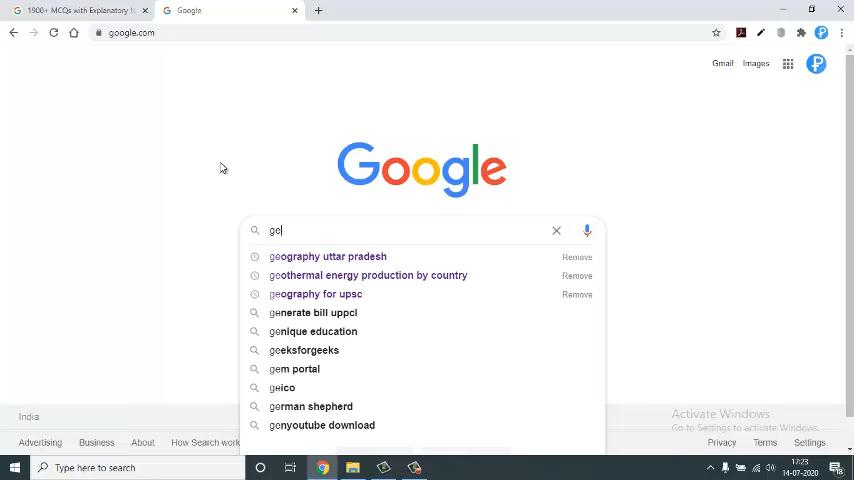 1900+ MCQs with Explanatory
Google
google.com
Gmail Images
Google
ge
geography uttar pradesh Remove
geothermal energy production by country Remove
geography for upsc Remove
generate bill uppcl
genique education
geeksforgeeks
gem portal
geico
german shepherd
genyoutube download
India
Activate Windows
Go to Settings to activate Windows.
Advertising Business About How Search work Privacy Terms Settings
Type here to search
17:23
14-07-2020
18